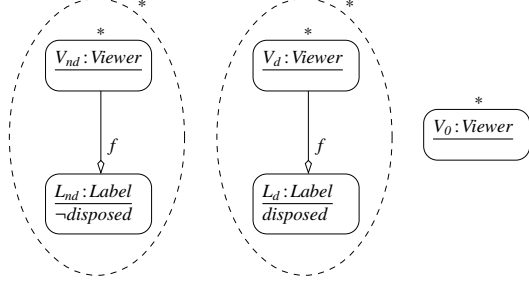 *
*
*
*
V_nd : Viewer
V_d : Viewer
*
V_0 : Viewer
f
f
L_nd : Label
¬disposed
L_d : Label
disposed